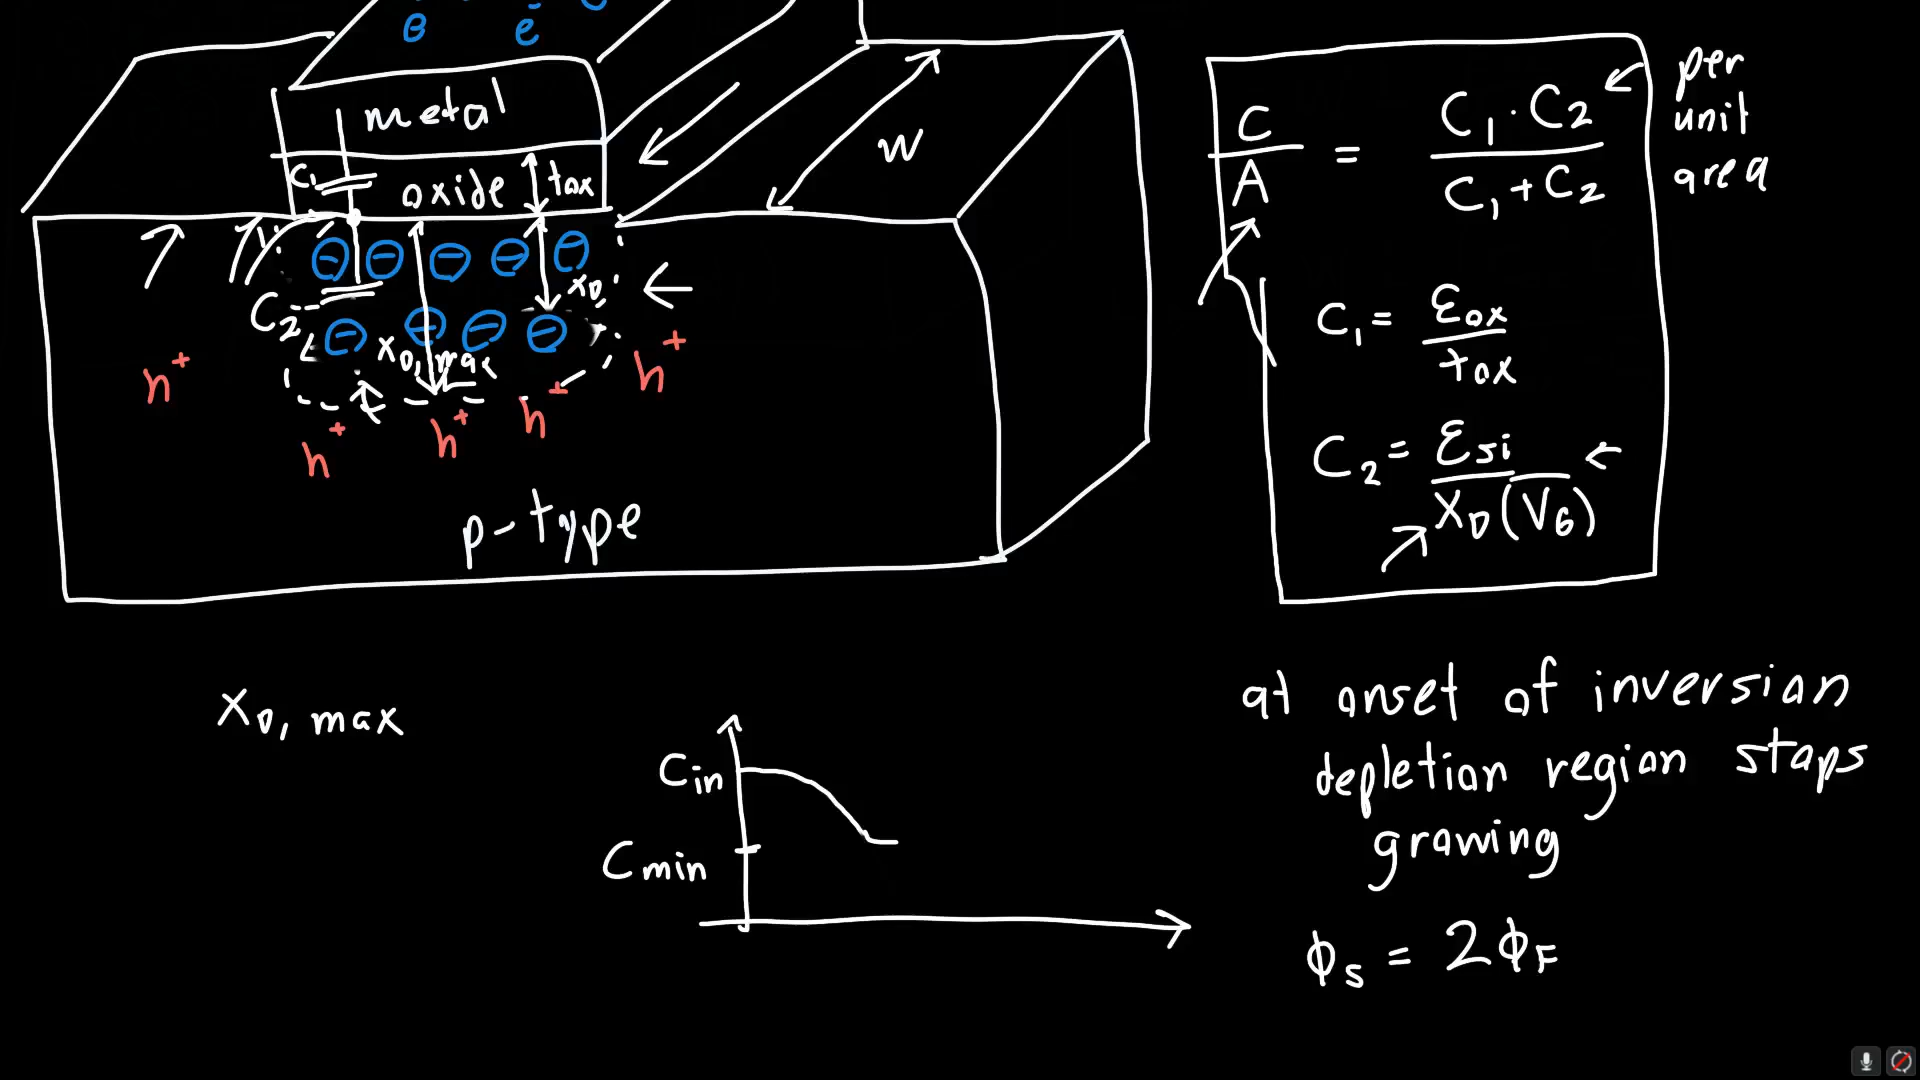 e e
metal
C₁ oxide tox
W
xD
C₂
xD,max
h⁺ h⁺ h⁺ h⁺ h⁺
p-type
C/A = C₁·C₂/C₁+C₂
per
unit
area
C₁ = εox/tox
C₂ = εsi/xD(VG)
xD, max
Cin
Cmin
at onset of inversion
depletion region stops
growing
ϕs = 2ϕF